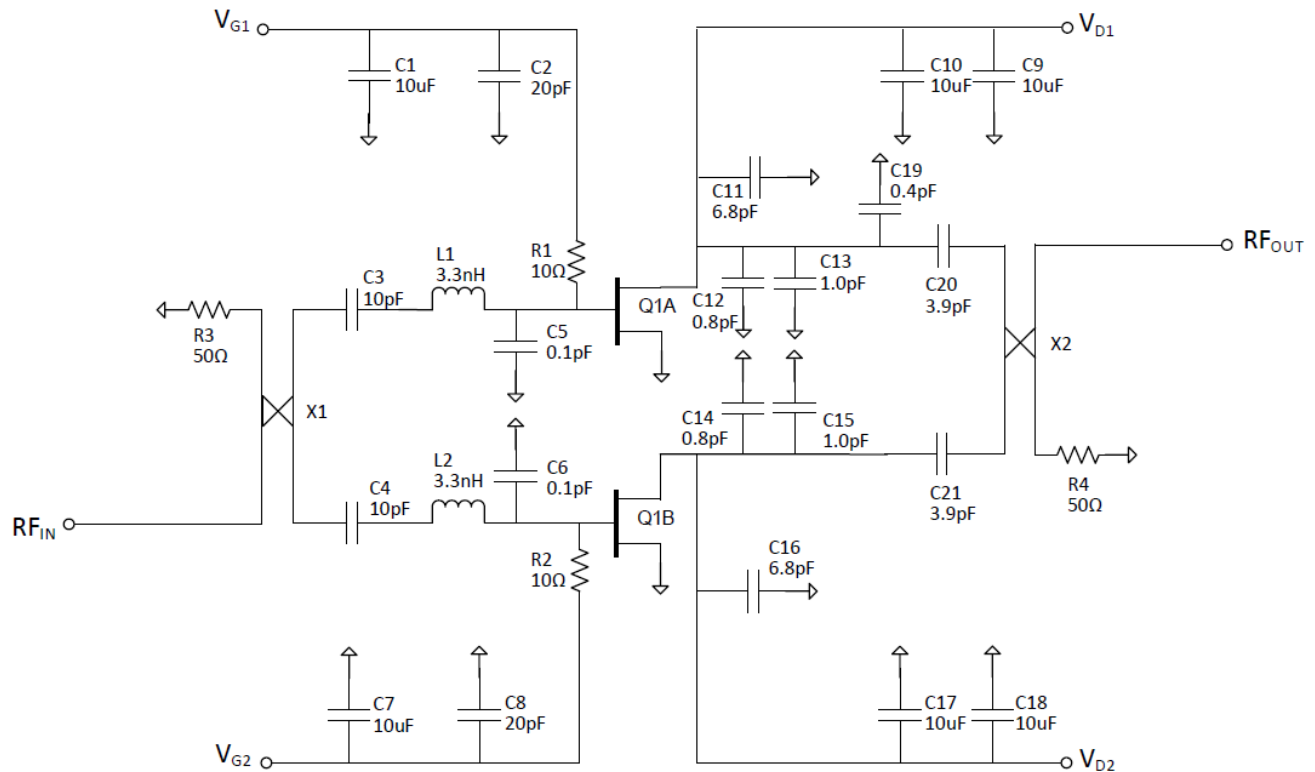 VG1
C1
10uF
C2
20pF
VD1
C10
10uF
C9
10uF
C11
6.8pF
C19
0.4pF
RFOUT
R1
10Ω
L1
3.3nH
C3
10pF
R3
50Ω
Q1A
C12
0.8pF
C13
1.0pF
C20
3.9pF
C5
0.1pF
X1
X2
C14
0.8pF
C15
1.0pF
L2
3.3nH
C6
0.1pF
C4
10pF
C21
3.9pF
R4
50Ω
RFIN
Q1B
R2
10Ω
C16
6.8pF
C7
10uF
C8
20pF
C17
10uF
C18
10uF
VG2
VD2